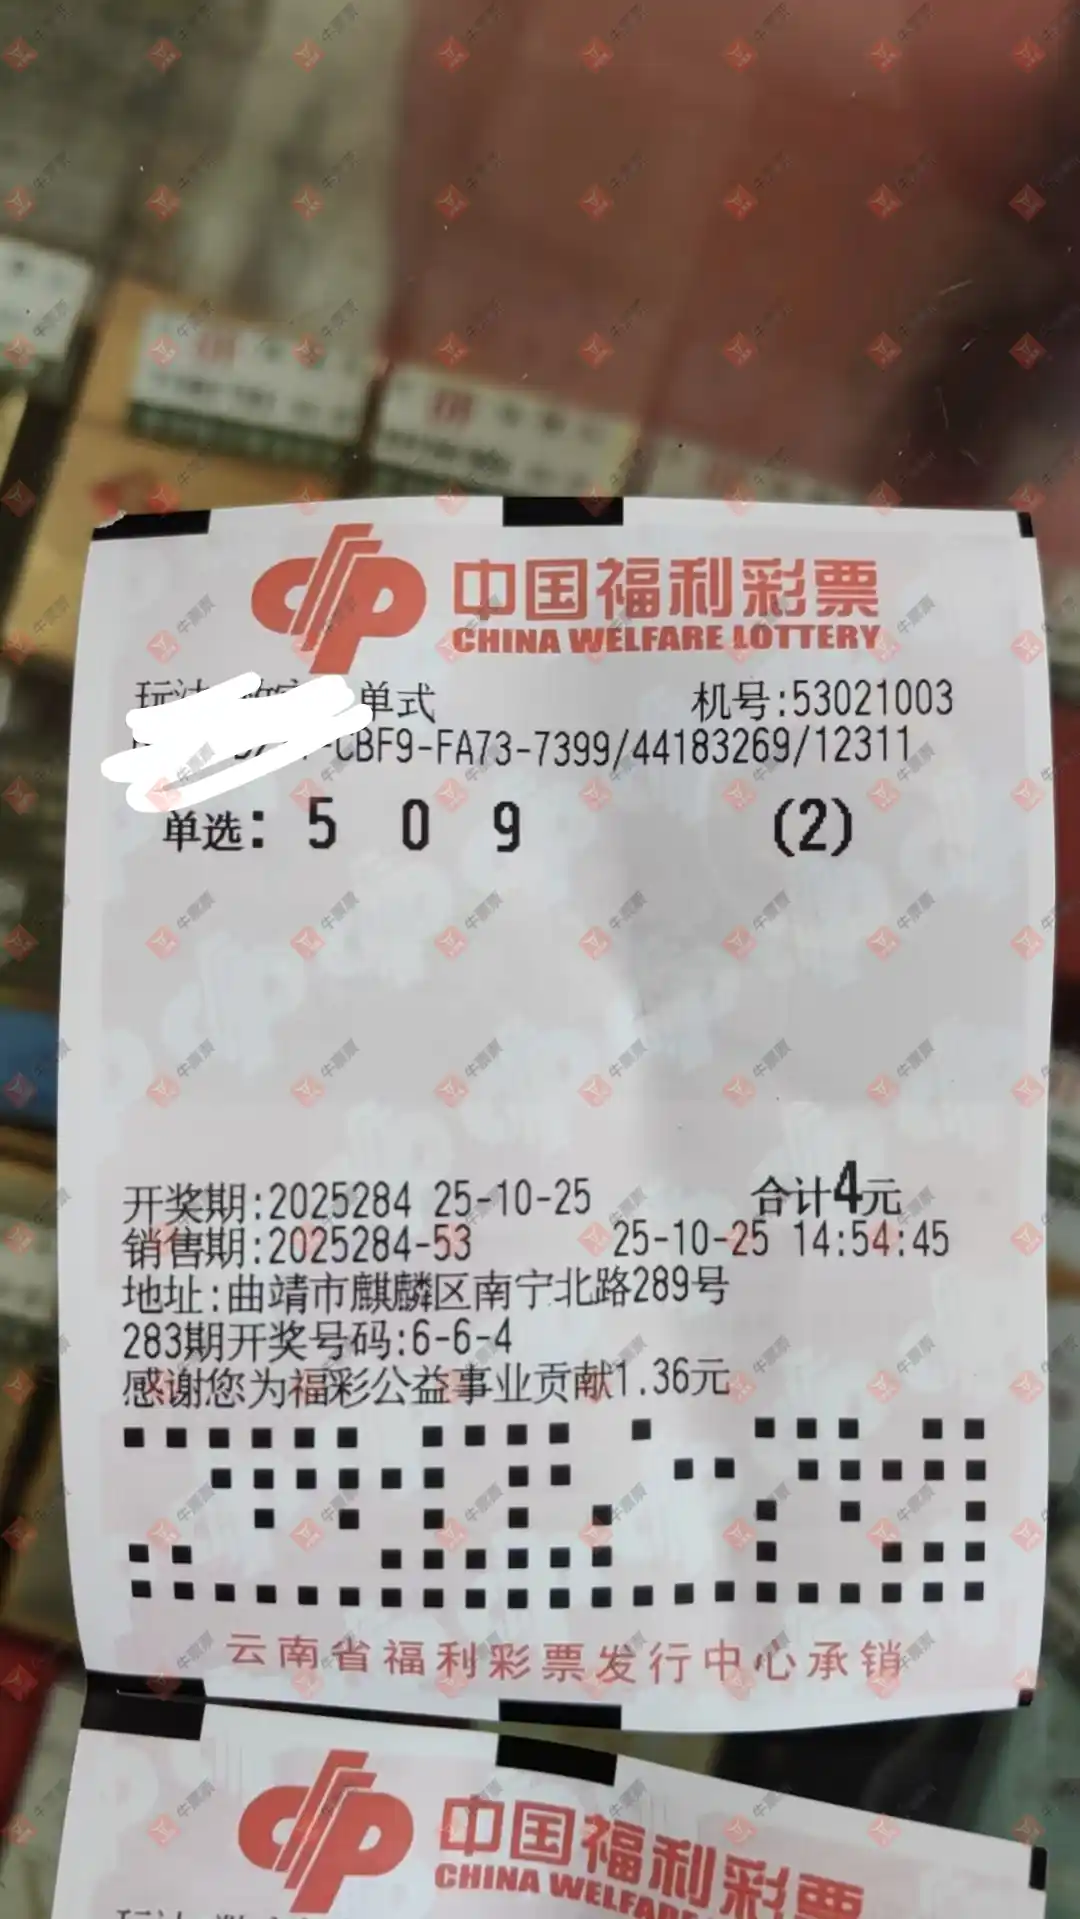 中国福利彩票
CHINA WELFARE LOTTERY
单式 机号:53021003
CBF9-FA73-7399/44183269/12311
单选: 5 0 9 (2)
开奖期:2025284 25-10-25 合计4元
销售期:2025284-53 25-10-25 14:54:45
地址:曲靖市麒麟区南宁北路289号
283期开奖号码:6-6-4
感谢您为福彩公益事业贡献1.36元
云南省福利彩票发行中心承销
中国福利彩票
CHINA WELFARE
牛票票